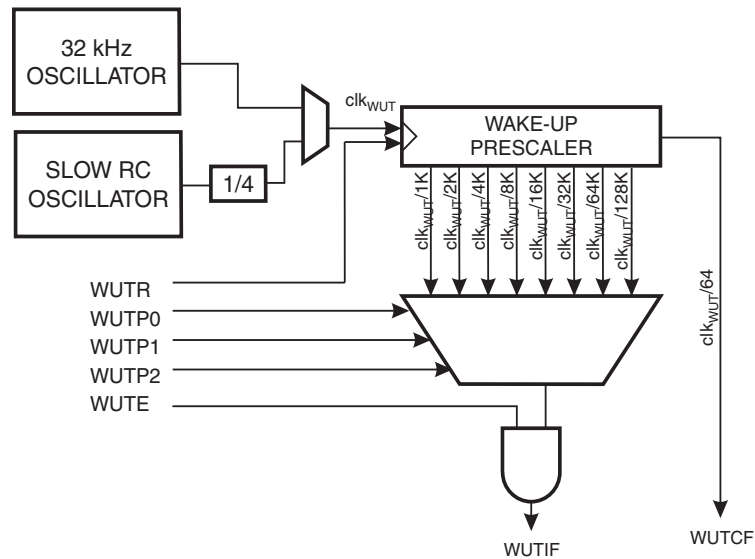 32 kHz
OSCILLATOR
clkWUT
WAKE-UP
PRESCALER
SLOW RC
OSCILLATOR
1/4
clkWUT/1K
clkWUT/2K
clkWUT/4K
clkWUT/8K
clkWUT/16K
clkWUT/32K
clkWUT/64K
clkWUT/128K
WUTR
WUTP0
WUTP1
WUTP2
WUTE
clkWUT/64
WUTIF
WUTCF